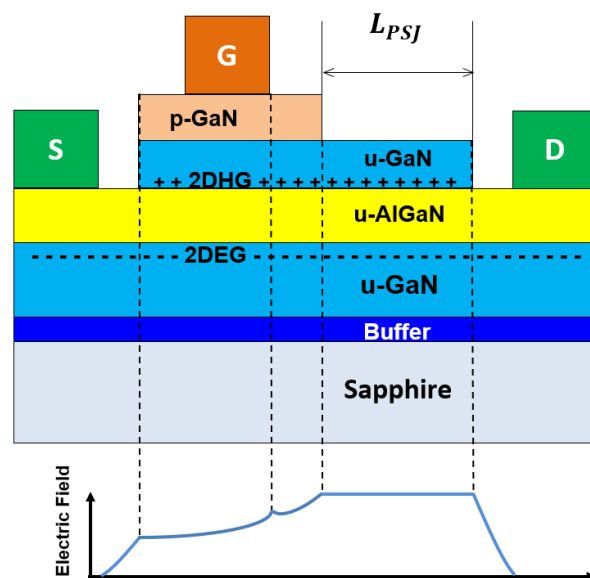 L_PSJ
G
p-GaN
S
u-GaN
D
+ + 2DHG + + + + + + + + + + + +
u-AlGaN
- - - - - - - - - - - 2DEG - - - - - - - - - - - - - - - - - - - - - - - -
u-GaN
Buffer
Sapphire
Electric Field